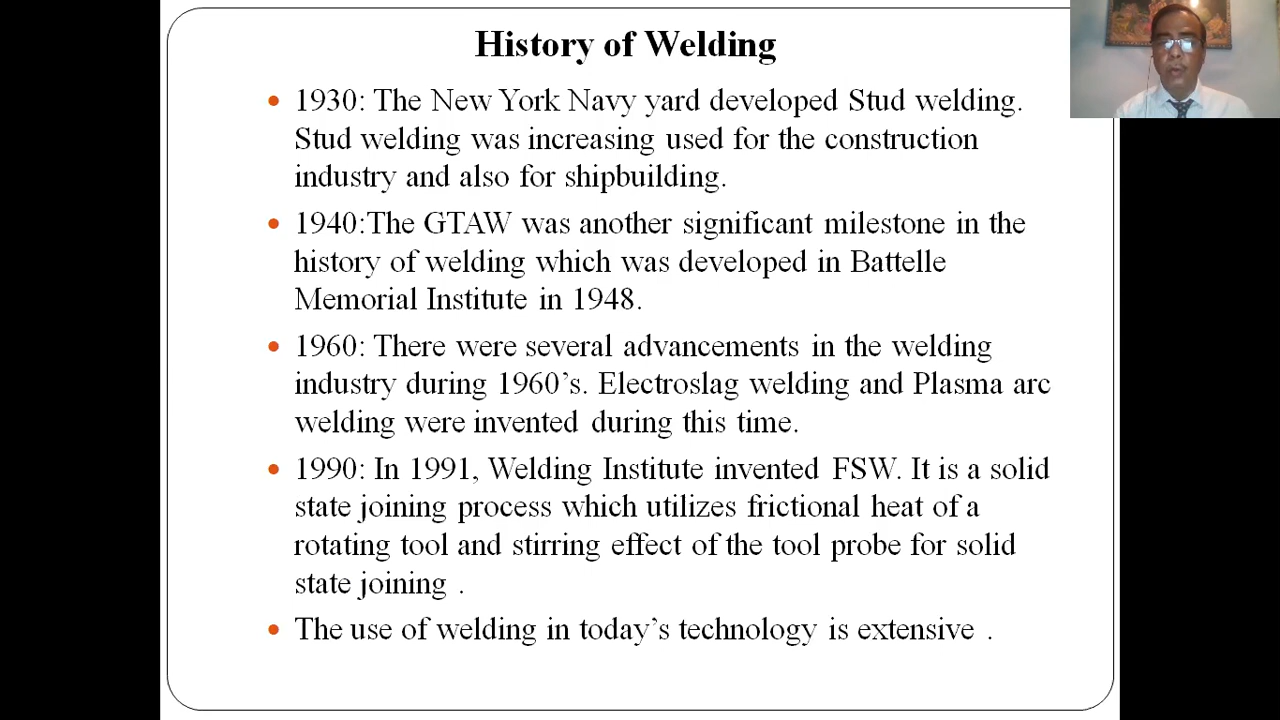 History of Welding
1930: The New York Navy yard developed Stud welding.
Stud welding was increasing used for the construction
industry and also for shipbuilding.
1940:The GTAW was another significant milestone in the
history of welding which was developed in Battelle
Memorial Institute in 1948.
1960: There were several advancements in the welding
industry during 1960’s. Electroslag welding and Plasma arc
welding were invented during this time.
1990: In 1991, Welding Institute invented FSW. It is a solid
state joining process which utilizes frictional heat of a
rotating tool and stirring effect of the tool probe for solid
state joining .
The use of welding in today’s technology is extensive .